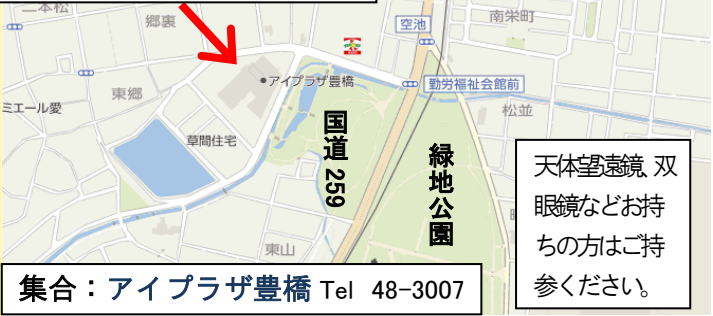 二本松
郷裏
空池
南栄町
アイプラザ豊橋
勤労福祉会館前
東郷
ミエール愛
松並
草間住宅
国道 259
緑地公園
東山
天体望遠鏡、双
眼鏡などお持
ちの方はご持
参ください。
集合：アイプラザ豊橋 Tel 48-3007